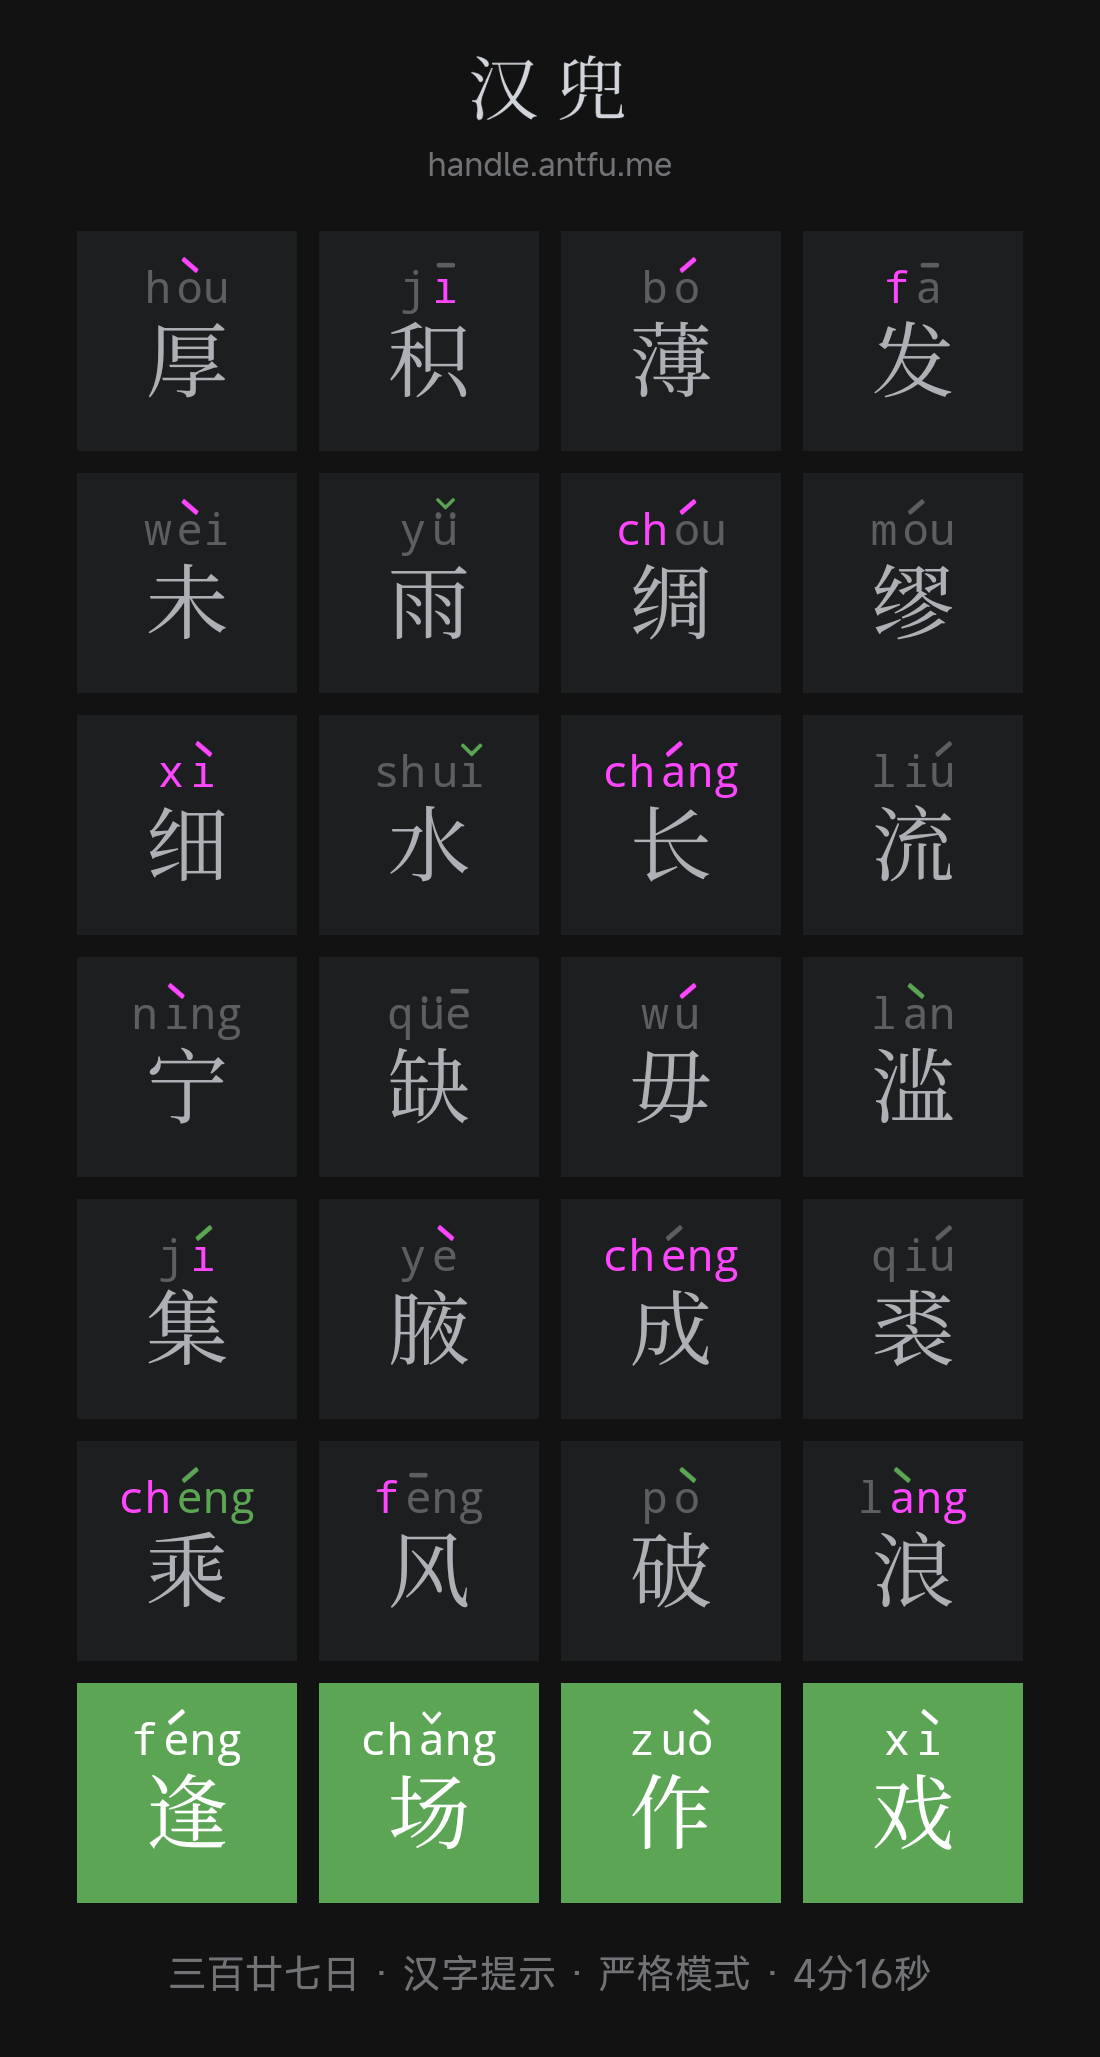 汉兜
handle.antfu.me
hòu jī bó fā
厚 积 薄 发
wèi yǚ chóu móu
未 雨 绸 缪
xì shuǐ cháng liú
细 水 长 流
nìng qüē wú làn
宁 缺 毋 滥
jí yè chéng qiú
集 腋 成 裘
chéng fēng pò làng
乘 风 破 浪
féng chǎng zuò xì
逢 场 作 戏
三百廿七日 · 汉字提示 · 严格模式 · 4分16秒